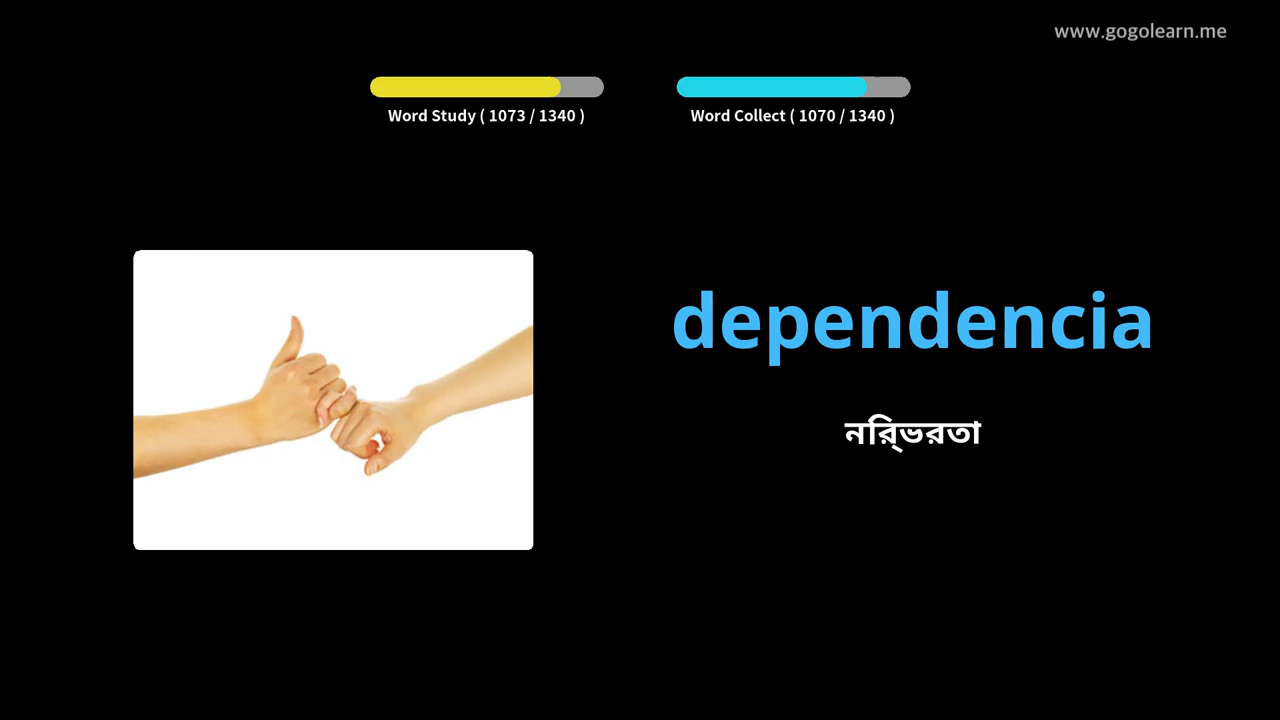 www.gogolearn.me
Word Study ( 1073 / 1340 )
Word Collect ( 1070 / 1340 )
dependencia
নির্ভরতা